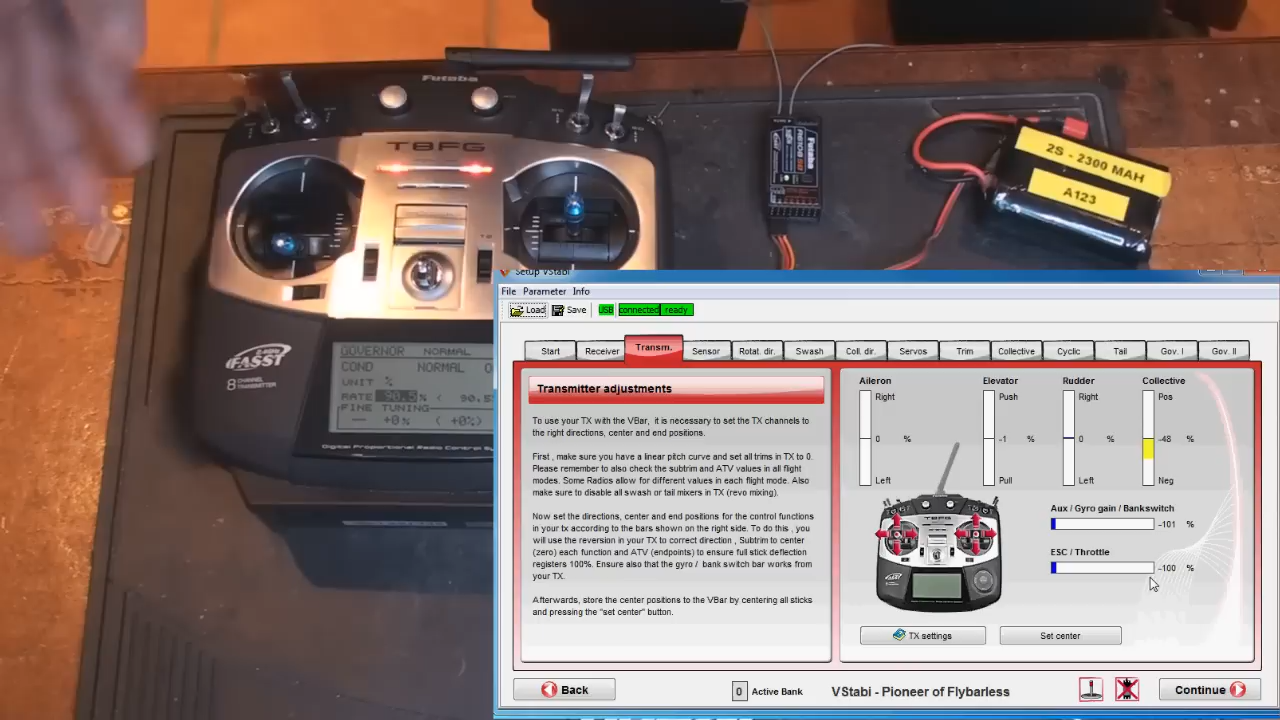 Futaba
T8FG
Futaba
R6108SB
2S - 2300 MAH
A123
FASST
8 CHANNEL
TRANSMITTER
GOVERNOR NORMAL
COND NORMAL
UNIT %
RATE 90.5% ( 90.5
FINE TUNING
— +0% ( +0%)
Digital Proportional Radio Control
Setup VStabi
File Parameter Info
Load Save USB connected ready
Start Receiver Transm. Sensor Rotat. dir. Swash Coll. dir. Servos Trim Collective Cyclic Tail Gov. I Gov. II
Transmitter adjustments
To use your TX with the VBar, it is necessary to set the TX channels to
the right directions, center and end positions.
First , make sure you have a linear pitch curve and set all trims in TX to 0.
Please remember to also check the subtrim and ATV values in all flight
modes. Some Radios allow for different values in each flight mode. Also
make sure to disable all swash or tail mixers in TX (revo mixing).
Now set the directions, center and end positions for the control functions
in your tx according to the bars shown on the right side. To do this , you
will use the reversion in your TX to correct direction , Subtrim to center
(zero) each function and ATV (endpoints) to ensure full stick deflection
registers 100%. Ensure also that the gyro / bank switch bar works from
your TX.
Afterwards, store the center positions to the VBar by centering all sticks
and pressing the "set center" button.
Aileron Elevator Rudder Collective
Right Push Right Pos
0 % -1 % 0 % -48 %
Left Pull Left Neg
T8FG
FASST
Aux / Gyro gain / Bankswitch
-101 %
ESC / Throttle
-100 %
TX settings Set center
Back 0 Active Bank VStabi - Pioneer of Flybarless Continue